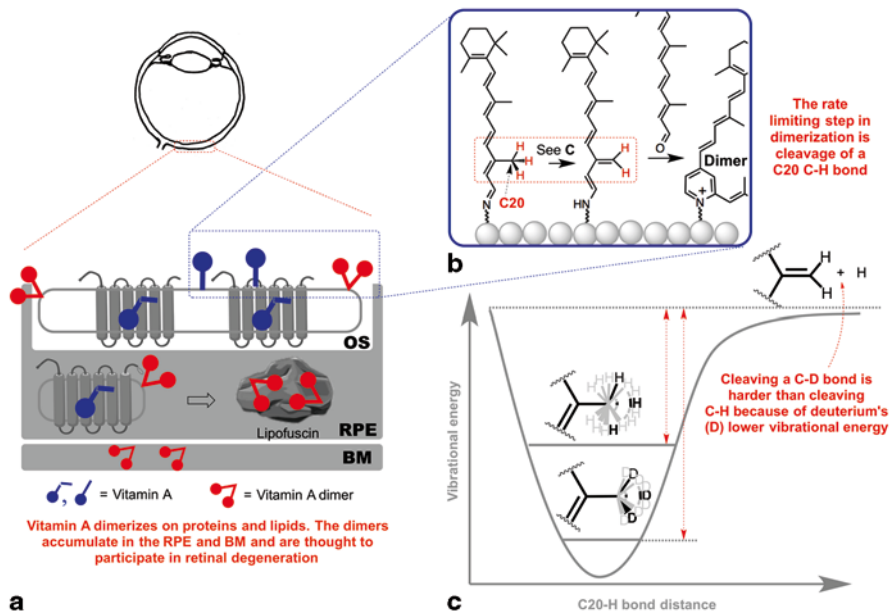 OS
Lipofuscin
RPE
BM
, = Vitamin A
= Vitamin A dimer
Vitamin A dimerizes on proteins and lipids. The dimers
accumulate in the RPE and BM and are thought to
participate in retinal degeneration
a
H
H
H
See C
C20
N
H
H
HN
O
Dimer
+
N
b
The rate
limiting step in
dimerization is
cleavage of a
C20 C-H bond
H
H
+ H
Cleaving a C-D bond is
harder than cleaving
C-H because of deuterium's
(D) lower vibrational energy
H
H
H
D
D
D
Vibrational energy
C20-H bond distance
c